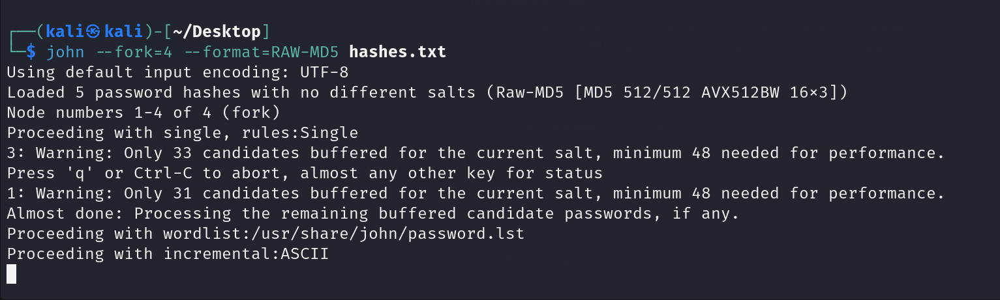 ┌──(kali㉿kali)-[~/Desktop]
└─$ john --fork=4 --format=RAW-MD5 hashes.txt
Using default input encoding: UTF-8
Loaded 5 password hashes with no different salts (Raw-MD5 [MD5 512/512 AVX512BW 16×3])
Node numbers 1-4 of 4 (fork)
Proceeding with single, rules:Single
3: Warning: Only 33 candidates buffered for the current salt, minimum 48 needed for performance.
Press 'q' or Ctrl-C to abort, almost any other key for status
1: Warning: Only 31 candidates buffered for the current salt, minimum 48 needed for performance.
Almost done: Processing the remaining buffered candidate passwords, if any.
Proceeding with wordlist:/usr/share/john/password.lst
Proceeding with incremental:ASCII